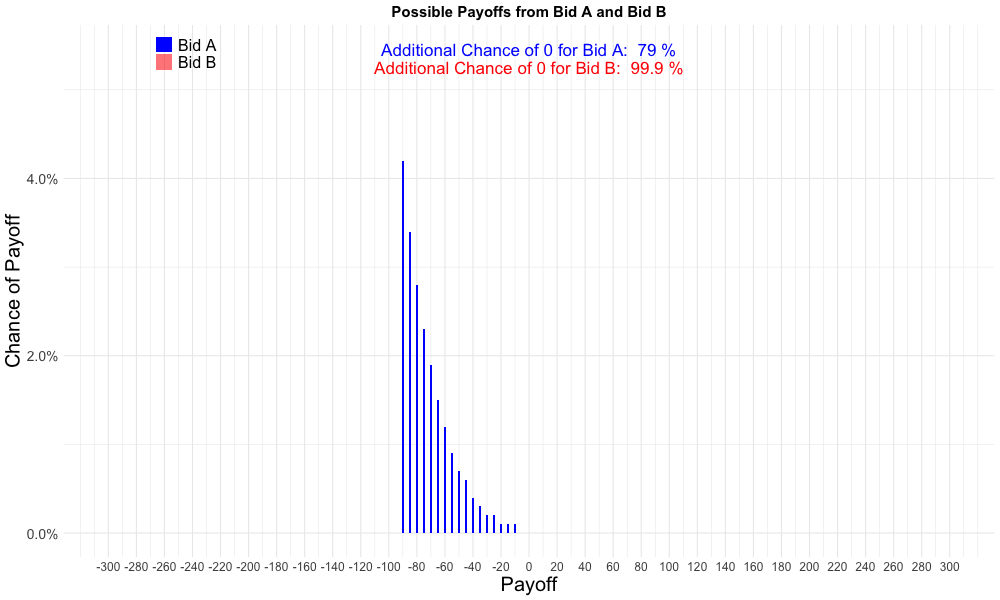 Possible Payoffs from Bid A and Bid B
Bid A
Bid B
Additional Chance of 0 for Bid A:  79 %
Additional Chance of 0 for Bid B:  99.9 %
Chance of Payoff
4.0%
2.0%
0.0%
-300 -280 -260 -240 -220 -200 -180 -160 -140 -120 -100 -80 -60 -40 -20 0 20 40 60 80 100 120 140 160 180 200 220 240 260 280 300
Payoff